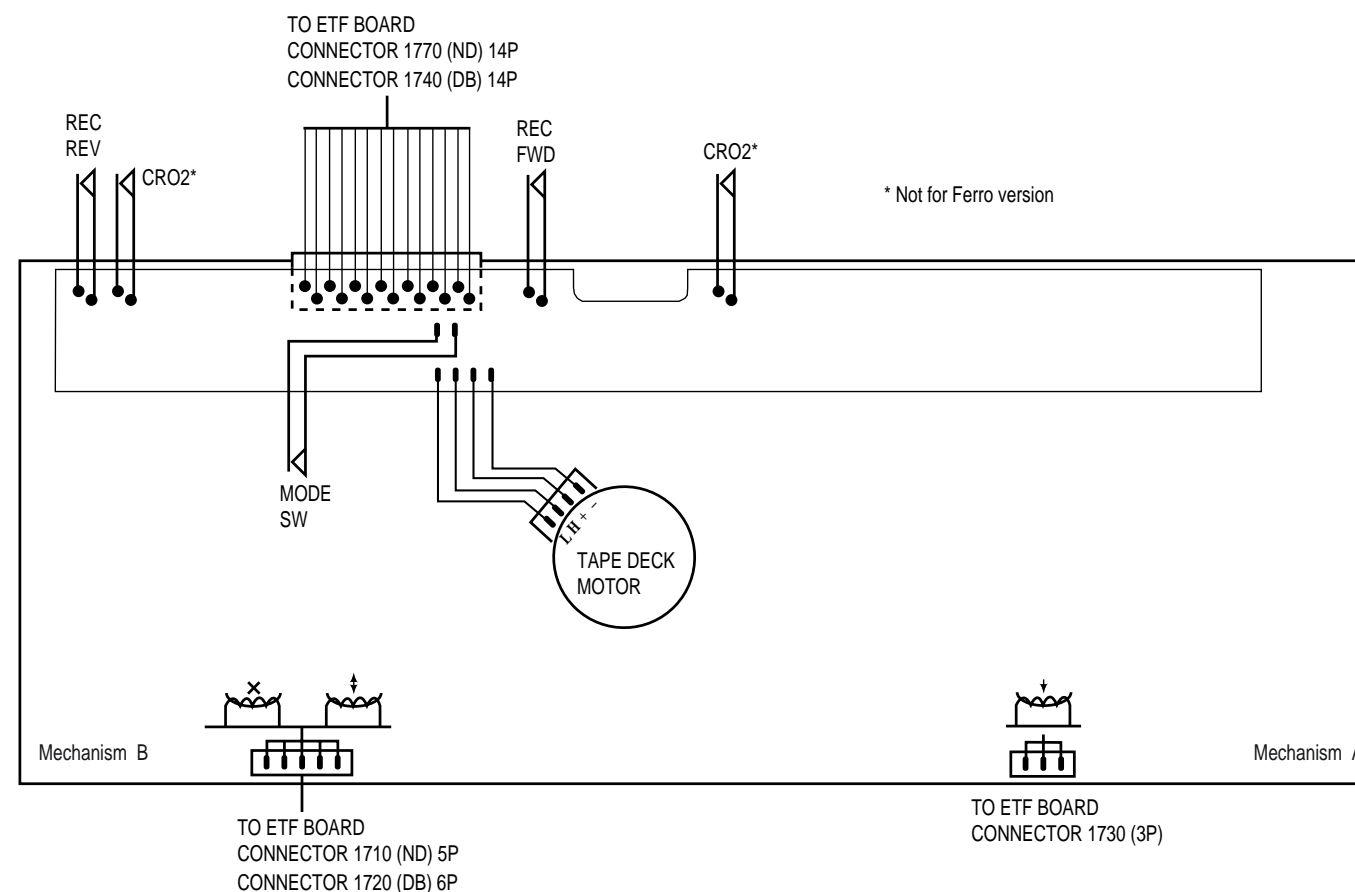 TO ETF BOARD
CONNECTOR 1770 (ND) 14P
CONNECTOR 1740 (DB) 14P
REC
REV
CRO2*
REC
FWD
CRO2*
* Not for Ferro version
MODE
SW
L H + -
TAPE DECK
MOTOR
Mechanism B
Mechanism
TO ETF BOARD
CONNECTOR 1710 (ND) 5P
CONNECTOR 1720 (DB) 6P
TO ETF BOARD
CONNECTOR 1730 (3P)